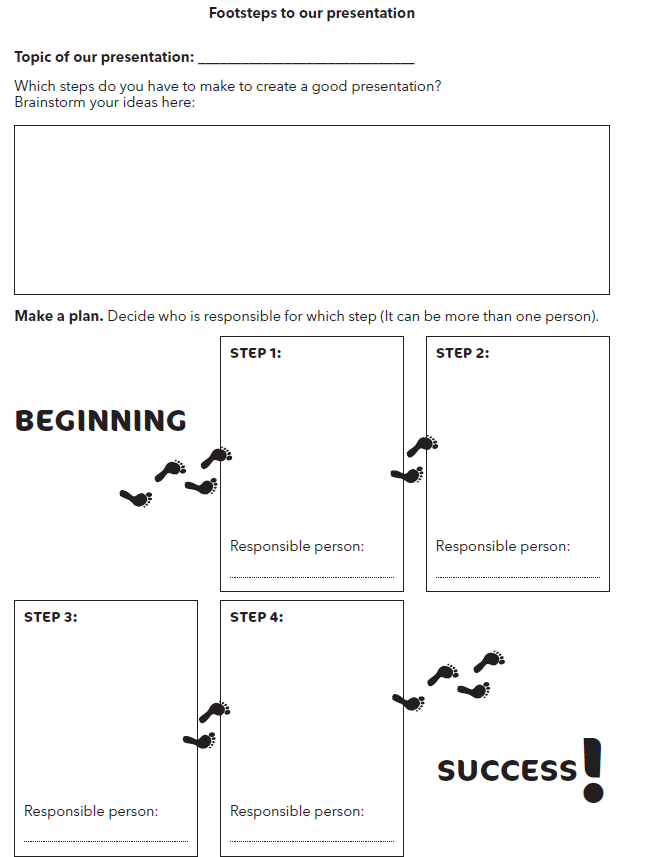 Footsteps to our presentation
Topic of our presentation: ______________________________
Which steps do you have to make to create a good presentation?
Brainstorm your ideas here:
Make a plan. Decide who is responsible for which step (It can be more than one person).
STEP 1:
STEP 2:
BEGINNING
Responsible person:
Responsible person:
STEP 3:
STEP 4:
SUCCESS!
Responsible person:
Responsible person: